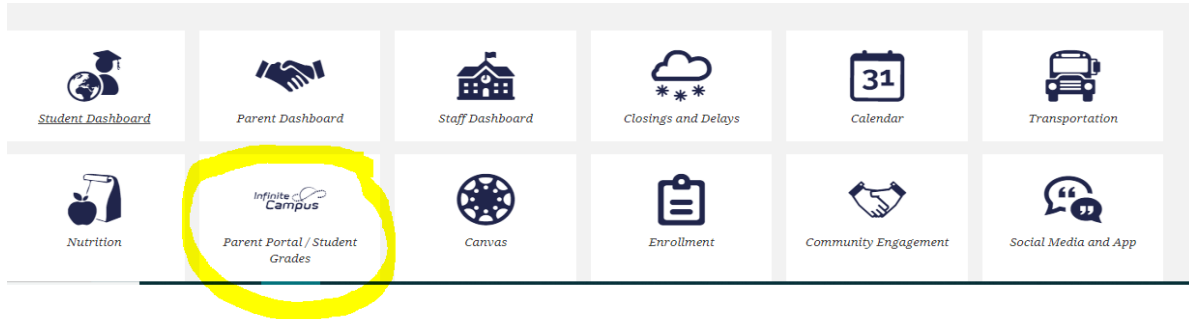 31
Student Dashboard
Parent Dashboard
Staff Dashboard
Closings and Delays
Calendar
Transportation
Infinite
Campus
Nutrition
Parent Portal / Student
Grades
Canvas
Enrollment
Community Engagement
Social Media and App